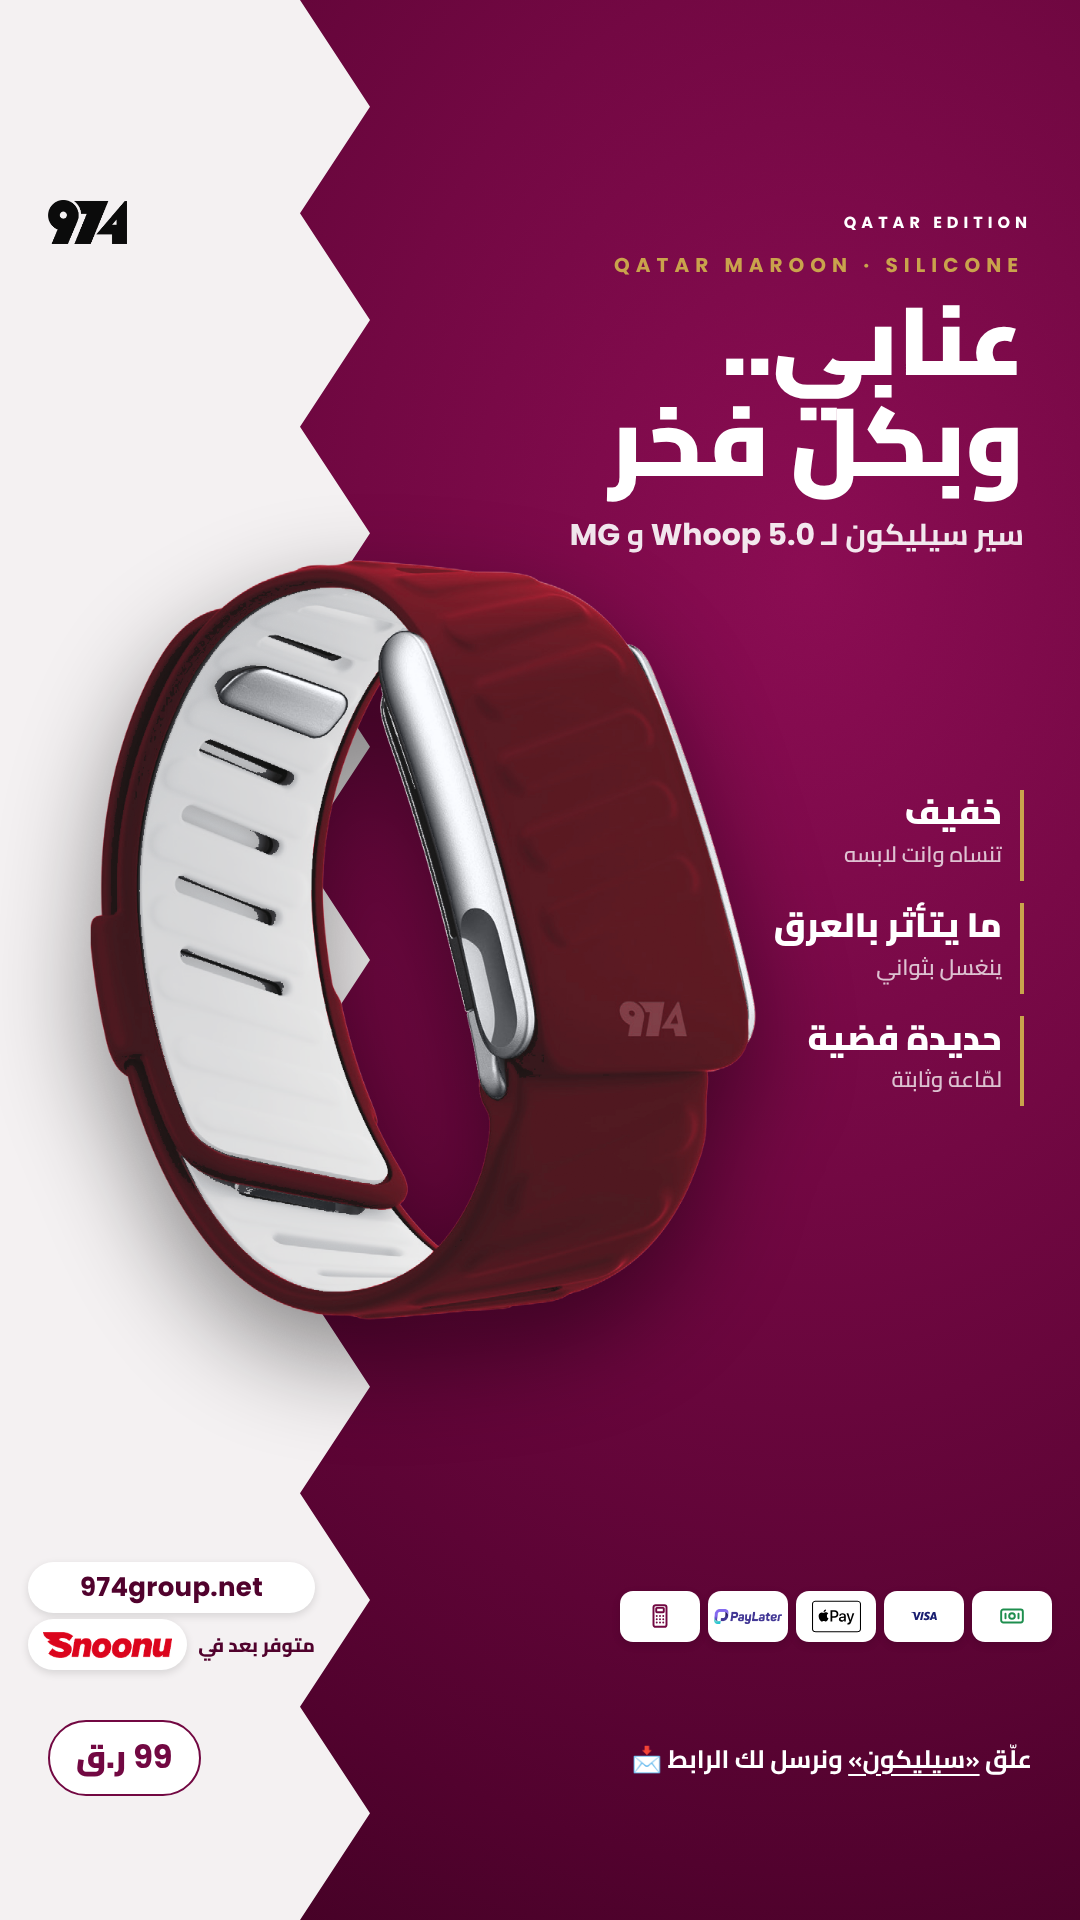 974
QATAR EDITION
QATAR MAROON · SILICONE
عنابي..
وبكل فخر
سير سيليكون لـ Whoop 5.0 و MG
خفيف
تنساه وانت لابسه
ما يتأثر بالعرق
ينغسل بثواني
حديدة فضية
لمّاعة وثابتة
974
974group.net
متوفر بعد في Snoonu
PayLater
Pay
VISA
99 ر.ق
علّق «سيليكون» ونرسل لك الرابط 📩